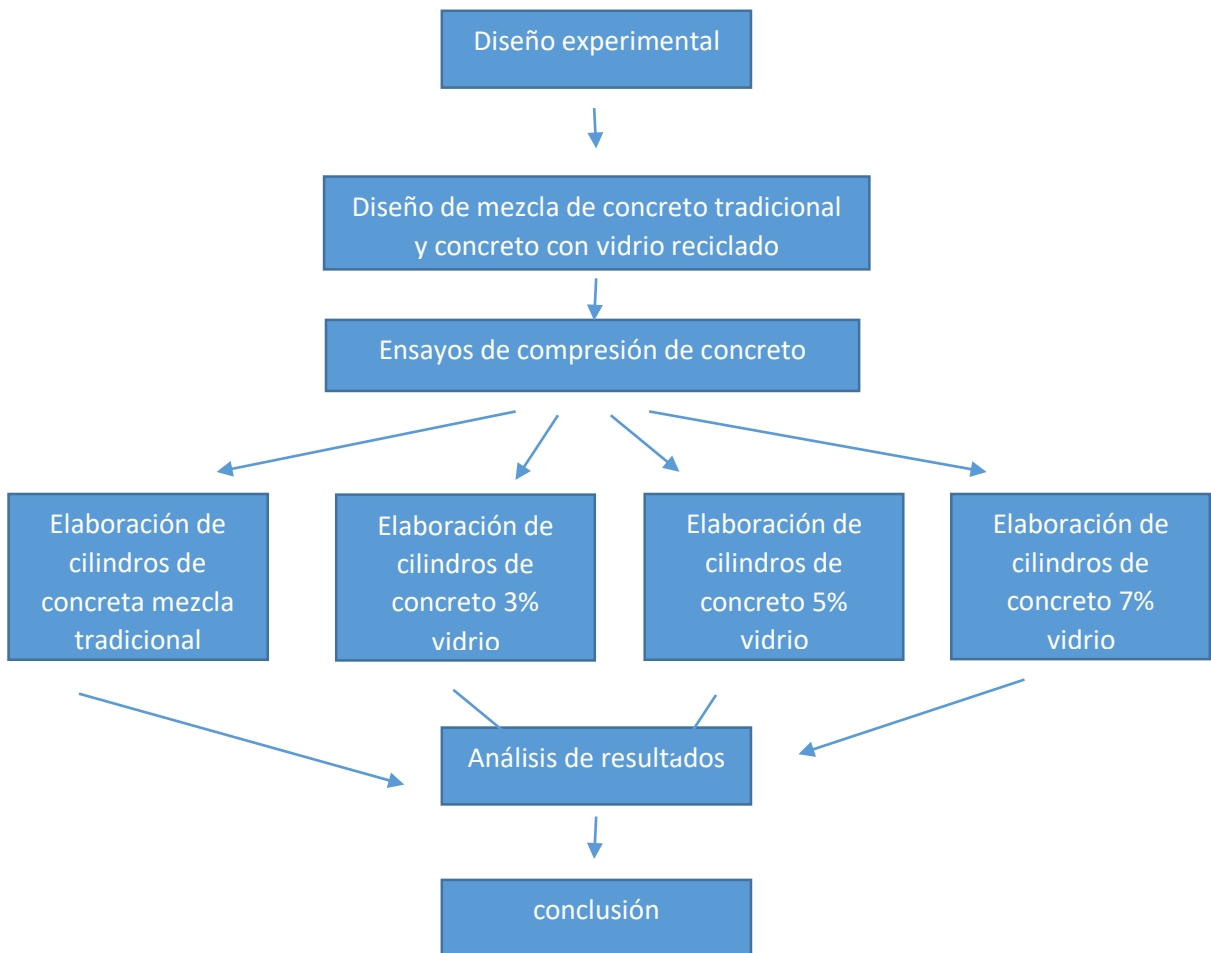 Diseño experimental
Diseño de mezcla de concreto tradicional
y concreto con vidrio reciclado
Ensayos de compresión de concreto
Elaboración de
cilindros de
concreta mezcla
tradicional
Elaboración de
cilindros de
concreto 3%
vidrio
Elaboración de
cilindros de
concreto 5%
vidrio
Elaboración de
cilindros de
concreto 7%
vidrio
Análisis de resultados
conclusión